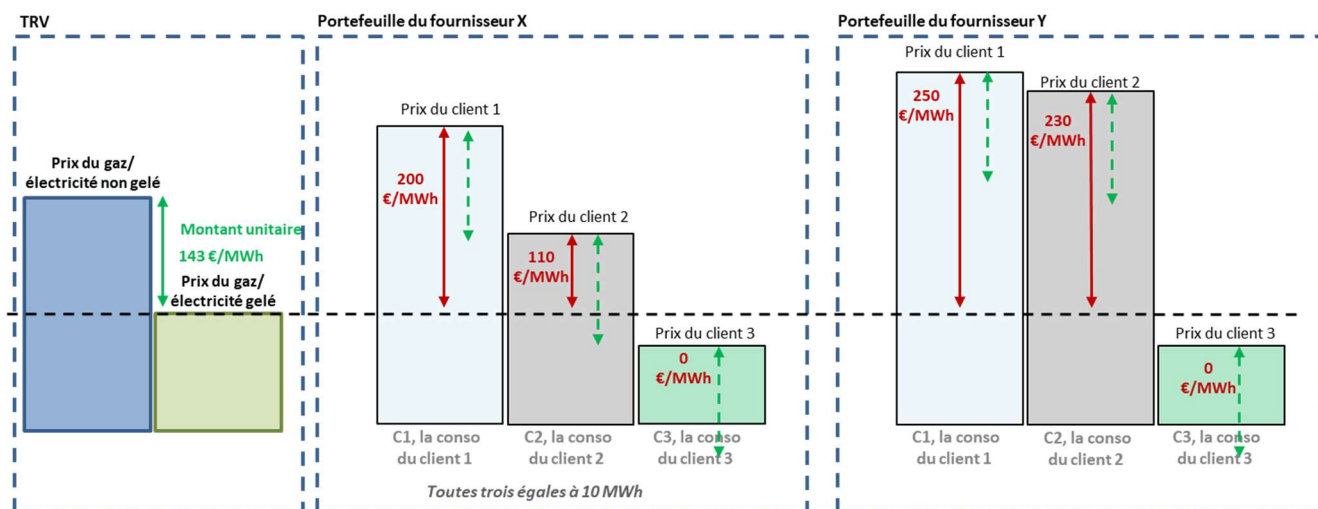 TRV
Prix du gaz/
électricité non gelé
Montant unitaire
143 €/MWh
Prix du gaz/
électricité gelé
Portefeuille du fournisseur X
Prix du client 1
200
€/MWh
Prix du client 2
110
€/MWh
Prix du client 3
0
€/MWh
C1, la conso
du client 1
C2, la conso
du client 2
C3, la conso
du client 3
Toutes trois égales à 10 MWh
Portefeuille du fournisseur Y
Prix du client 1
250
€/MWh
Prix du client 2
230
€/MWh
Prix du client 3
0
€/MWh
C1, la conso
du client 1
C2, la conso
du client 2
C3, la conso
du client 3